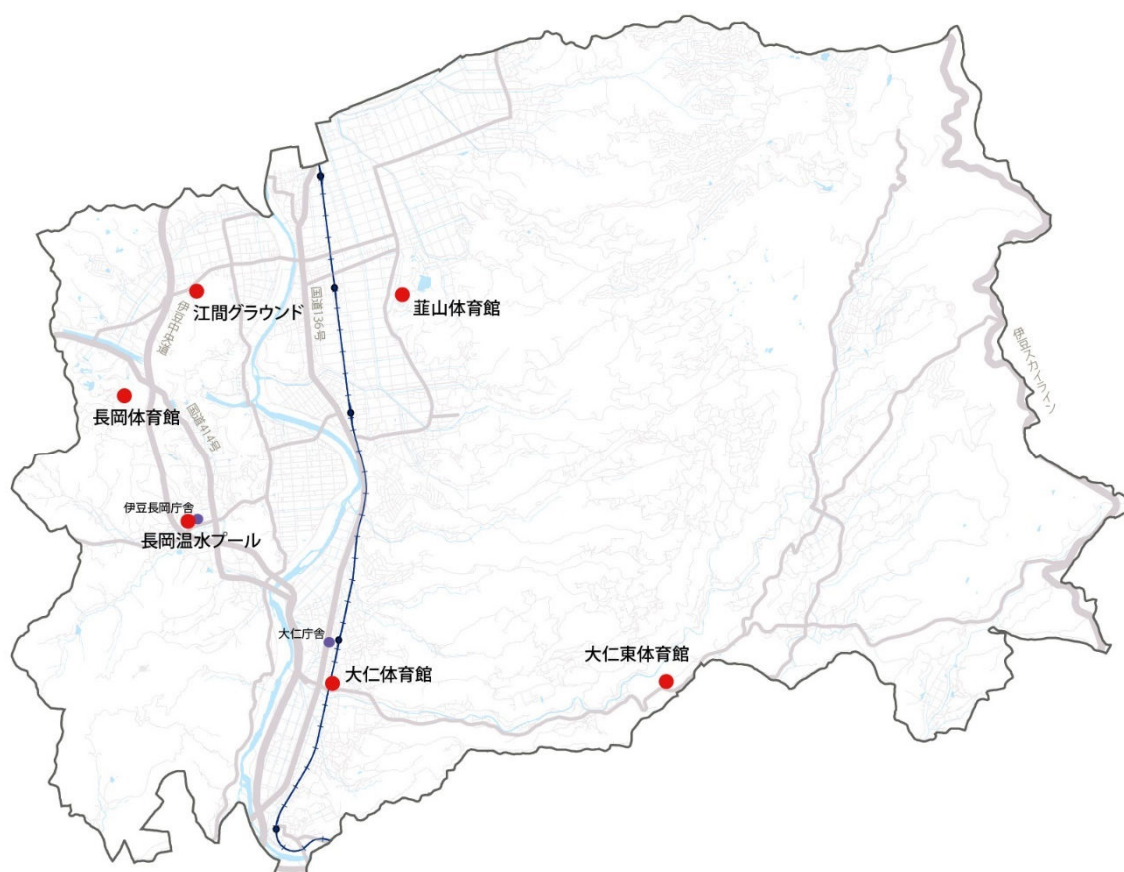 江間グラウンド
国道136号
韮山体育館
伊豆中央道
伊豆スカイライン
長岡体育館
国道414号
伊豆長岡庁舎
長岡温水プール
大仁庁舎
大仁体育館
大仁東体育館